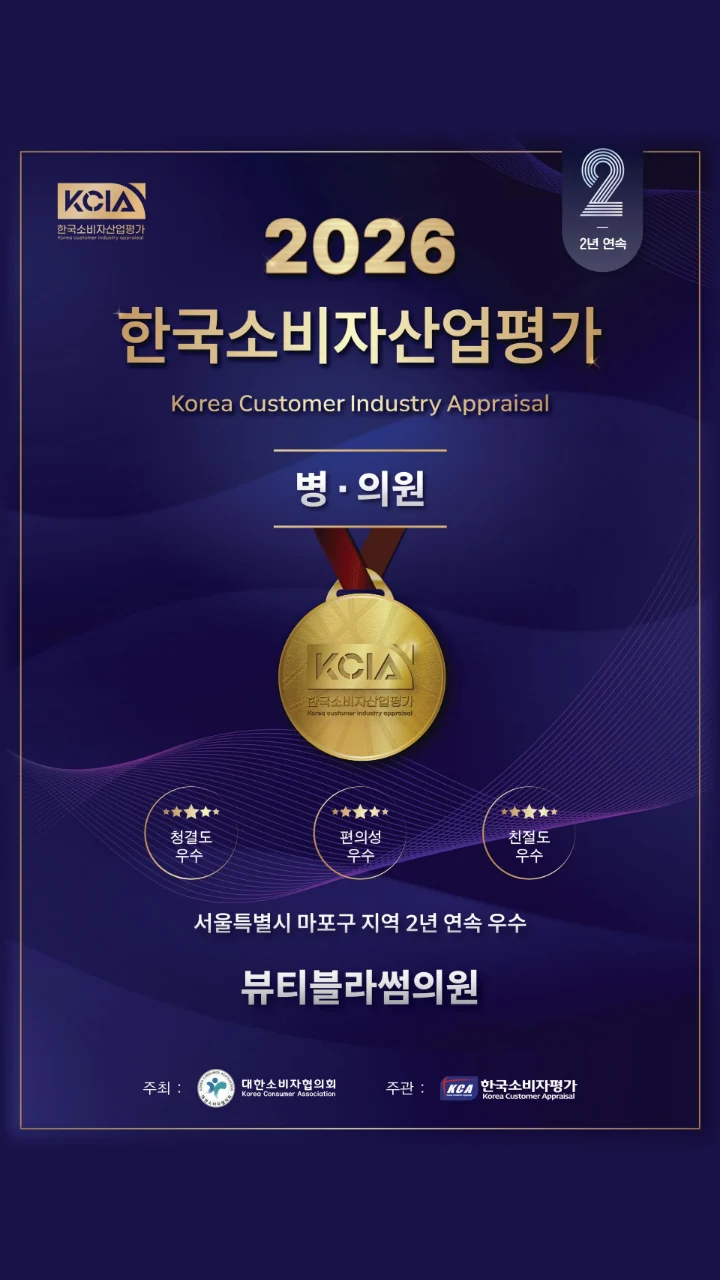 KCIA
한국소비자산업평가
Korea customer industry appraisal
2
2년 연속
2026
한국소비자산업평가
Korea Customer Industry Appraisal
병·의원
KCIA
한국소비자산업평가
Korea customer industry appraisal
청결도
우수
편의성
우수
친절도
우수
서울특별시 마포구 지역 2년 연속 우수
뷰티블라썸의원
주최 : 대한소비자협의회
Korea Consumer Association
주관 : KCA 한국소비자평가
Korea Customer Appraisal